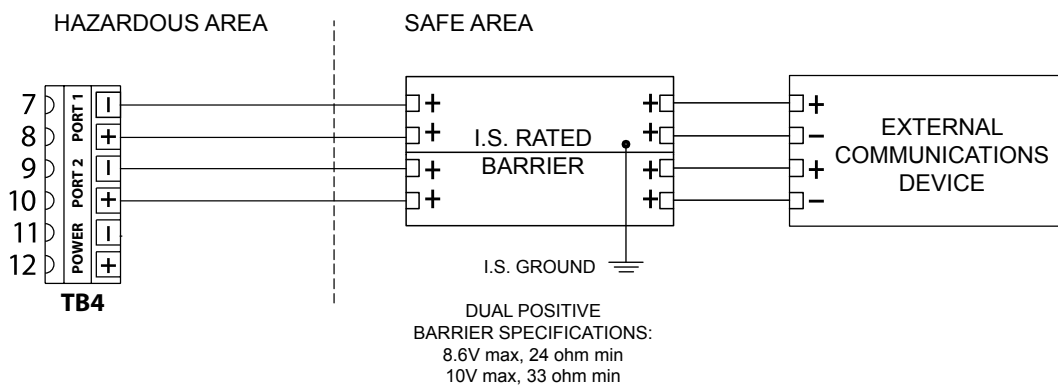 HAZARDOUS AREA
SAFE AREA
7
8
9
10
11
12
PORT 1
PORT 2
POWER
−
+
−
+
−
+
TB4
+
+
+
+
I.S. RATED
BARRIER
+
+
+
+
I.S. GROUND
+
−
+
−
EXTERNAL
COMMUNICATIONS
DEVICE
DUAL POSITIVE
BARRIER SPECIFICATIONS:
8.6V max, 24 ohm min
10V max, 33 ohm min